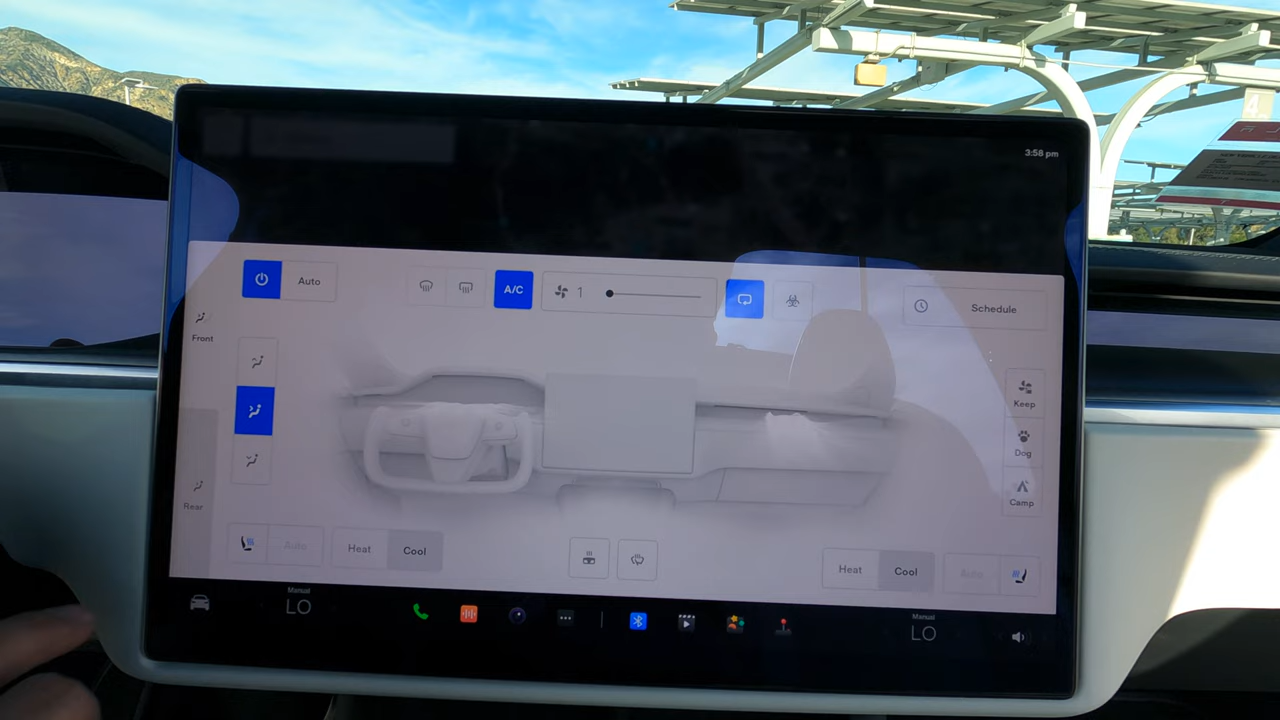 4
3:58 pm
Auto
A/C
1
Schedule
Front
Keep
Dog
Camp
Rear
Auto
Heat
Cool
Heat
Cool
Auto
Manual
LO
Manual
LO